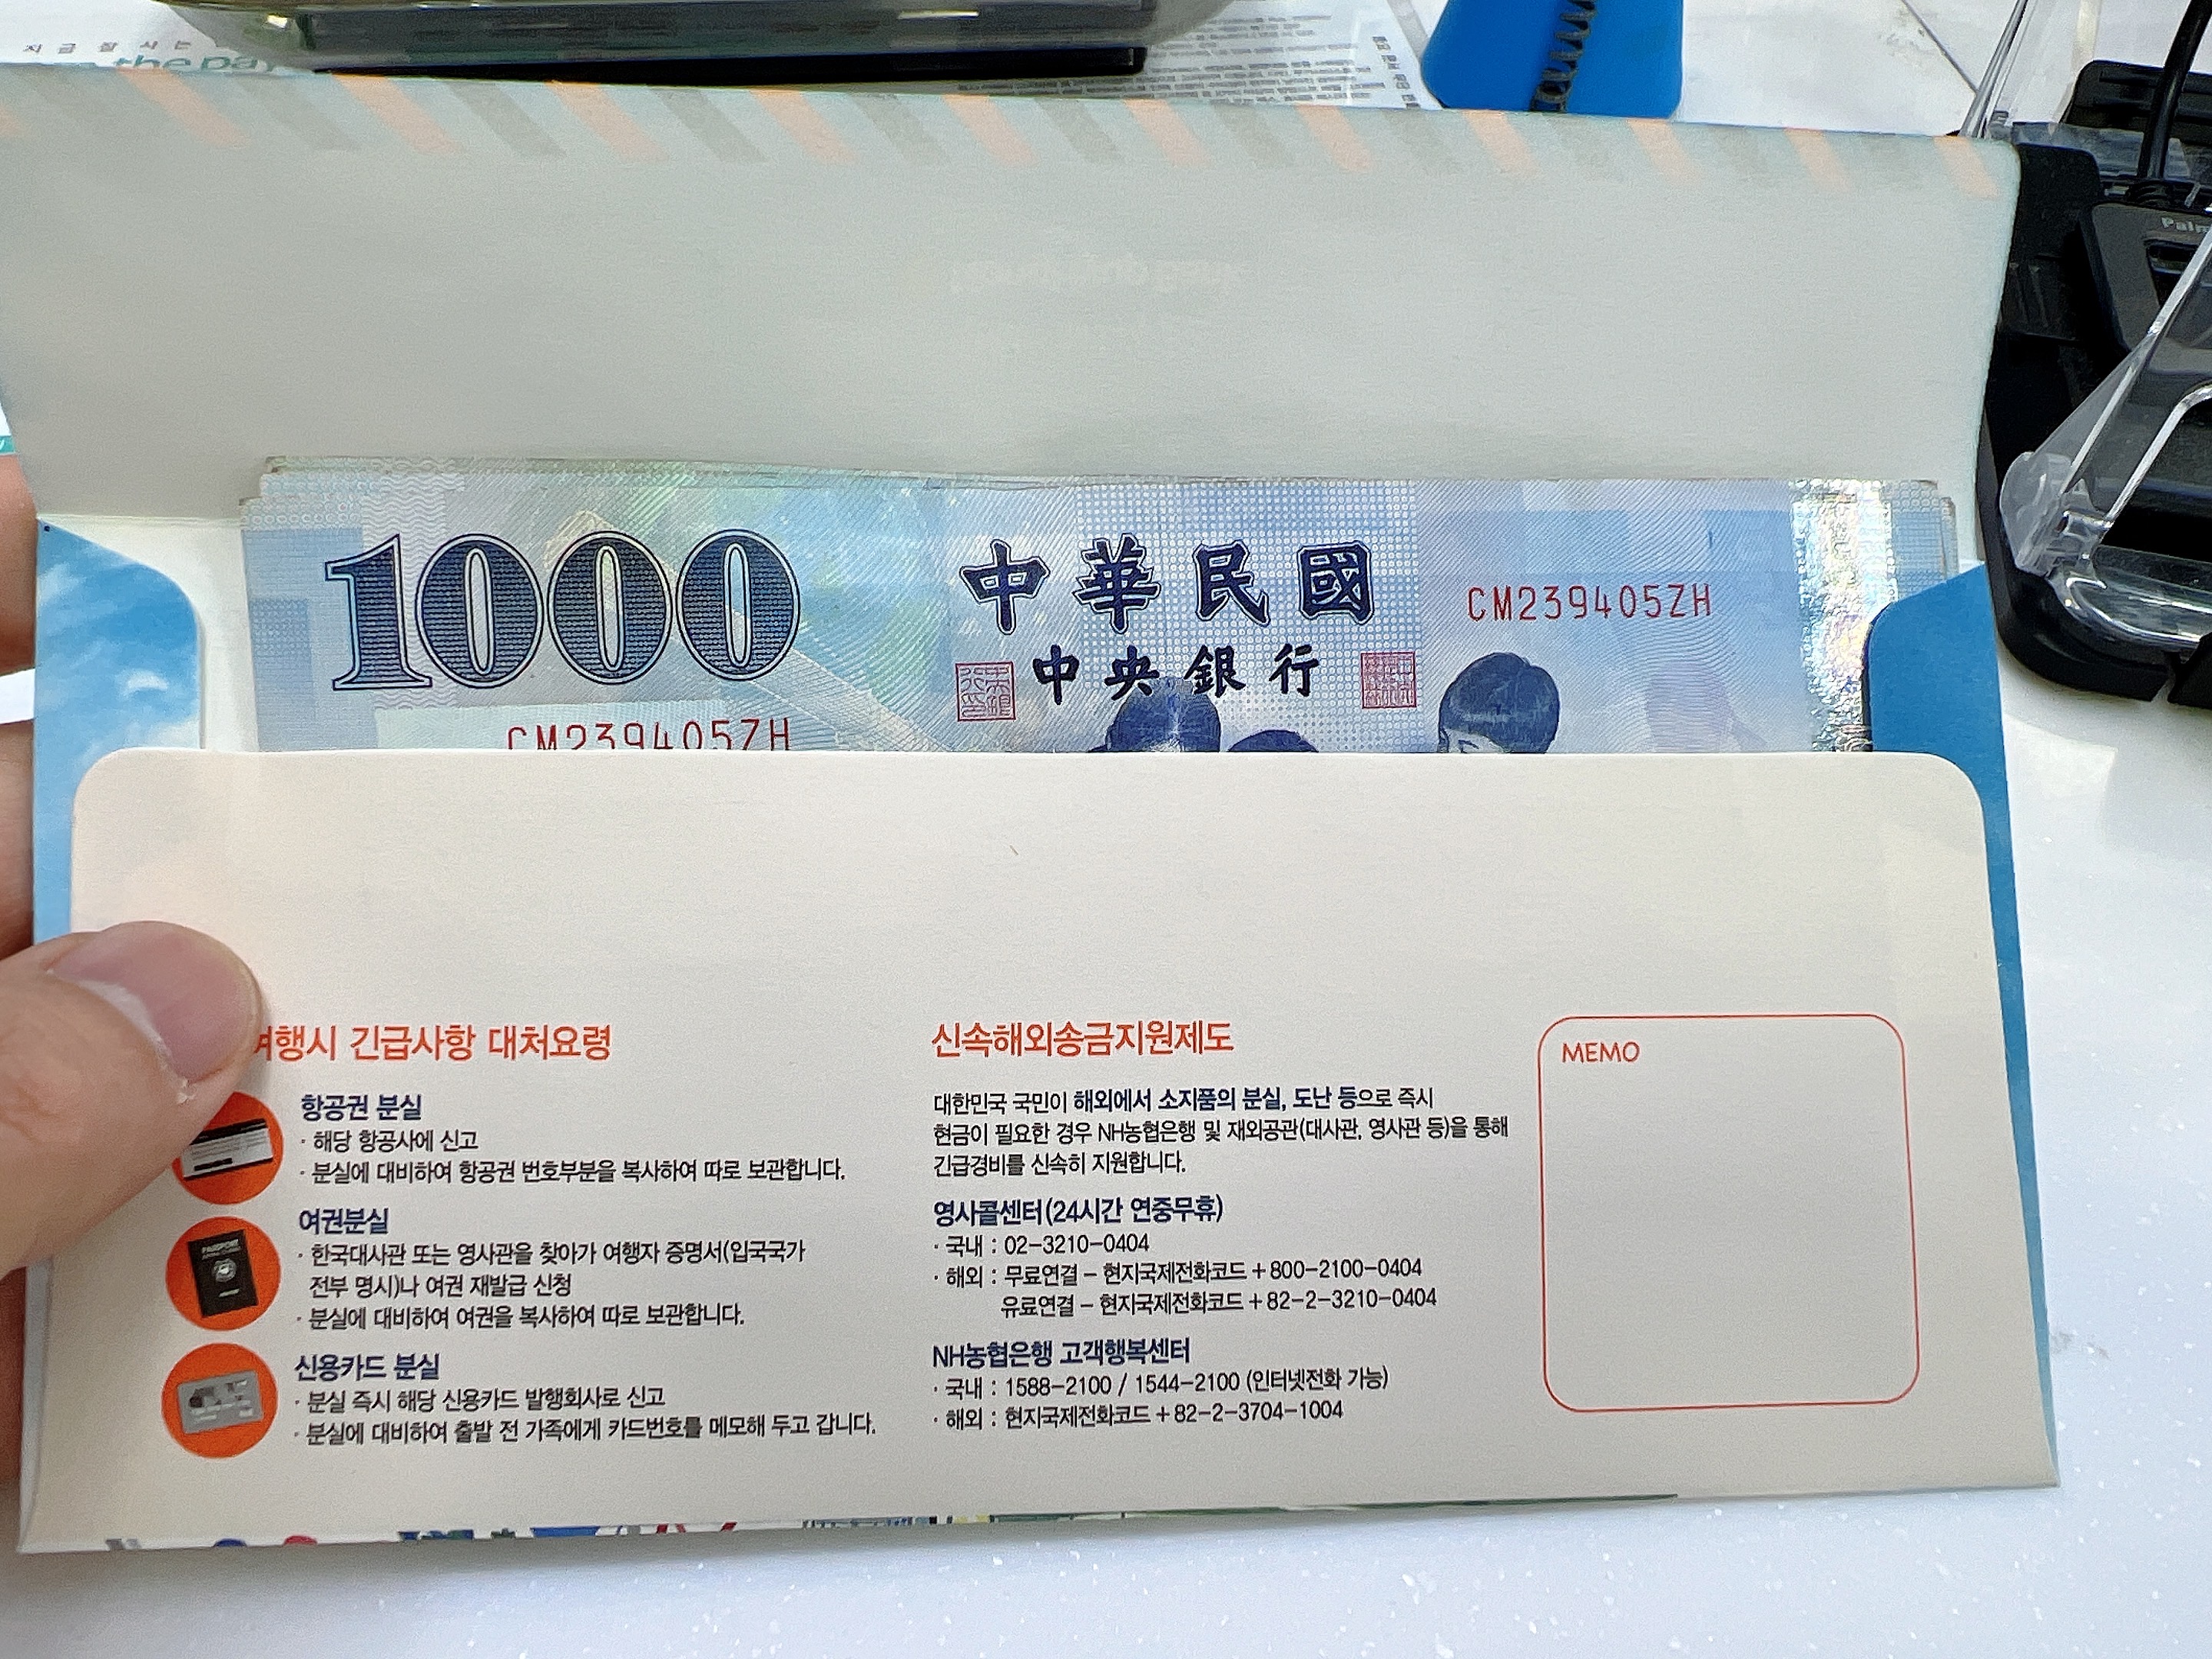 지금 잘 사는
the pay
Palm
1000
中華民國
CM239405ZH
中央銀行
CM239405ZH
여행시 긴급사항 대처요령
항공권 분실
· 해당 항공사에 신고
· 분실에 대비하여 항공권 번호부분을 복사하여 따로 보관합니다.
여권분실
· 한국대사관 또는 영사관을 찾아가 여행자 증명서(입국국가
전부 명시)나 여권 재발급 신청
· 분실에 대비하여 여권을 복사하여 따로 보관합니다.
PASSPORT
신용카드 분실
· 분실 즉시 해당 신용카드 발행회사로 신고
· 분실에 대비하여 출발 전 가족에게 카드번호를 메모해 두고 갑니다.
신속해외송금지원제도
대한민국 국민이 해외에서 소지품의 분실, 도난 등으로 즉시
현금이 필요한 경우 NH농협은행 및 재외공관(대사관, 영사관 등)을 통해
긴급경비를 신속히 지원합니다.
영사콜센터(24시간 연중무휴)
· 국내 : 02-3210-0404
· 해외 : 무료연결 - 현지국제전화코드 + 800-2100-0404
유료연결 - 현지국제전화코드 + 82-2-3210-0404
NH농협은행 고객행복센터
· 국내 : 1588-2100 / 1544-2100 (인터넷전화 가능)
· 해외 : 현지국제전화코드 + 82-2-3704-1004
MEMO